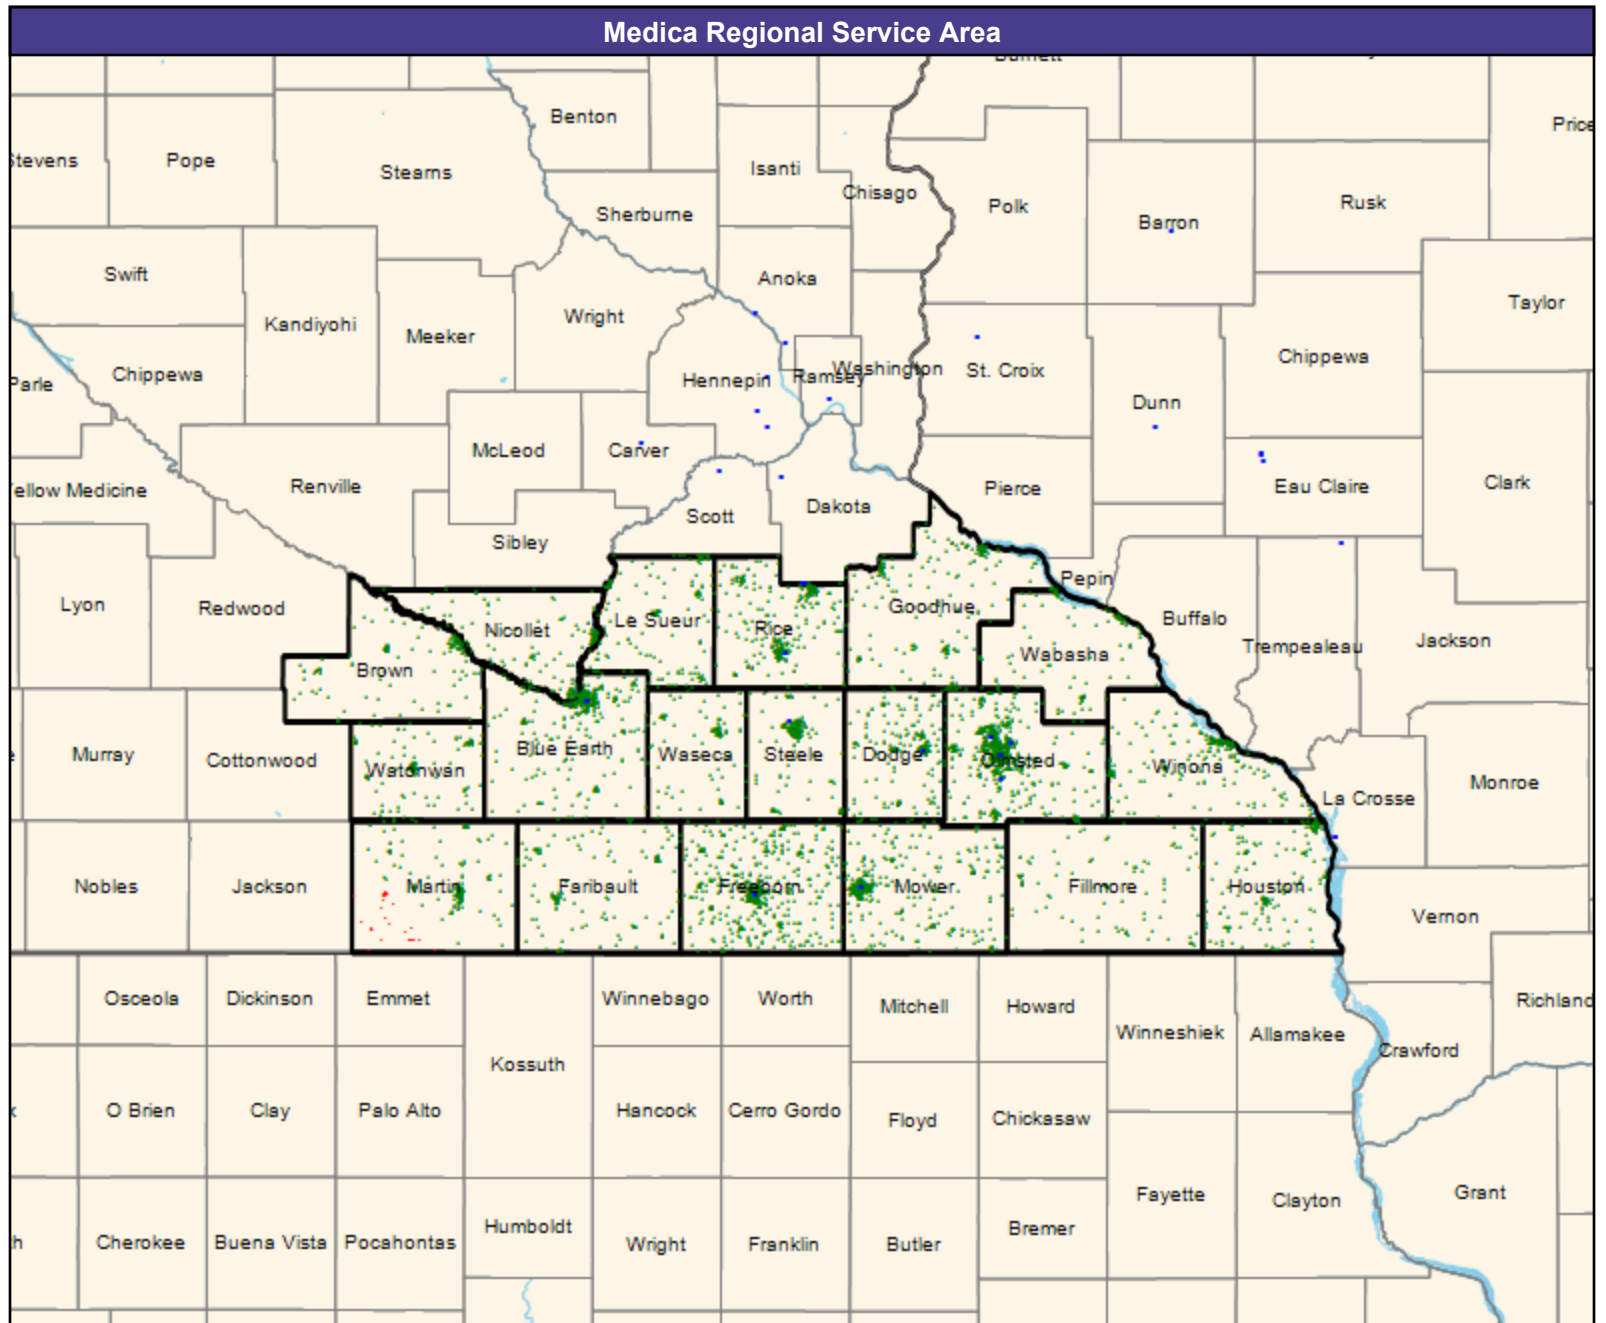 Medica Regional Service Area
Benton
Price
Stevens
Pope
Stearns
Isanti
Chisago
Polk
Barron
Rusk
Sherburne
Swift
Anoka
Taylor
Kandiyohi
Meeker
Wright
Chippewa
Chippewa
Parle
Hennepin
Ramsey
Washington
St. Croix
Dunn
McLeod
Carver
Yellow Medicine
Renville
Pierce
Eau Claire
Clark
Scott
Dakota
Sibley
Lyon
Redwood
Nicollet
Le Sueur
Rice
Goodhue
Pepin
Buffalo
Trempealeau
Jackson
Brown
Wabasha
Murray
Cottonwood
Watonwan
Blue Earth
Waseca
Steele
Dodge
Olmsted
Winona
La Crosse
Monroe
Nobles
Jackson
Martin
Faribault
Freeborn
Mower
Fillmore
Houston
Vernon
Osceola
Dickinson
Emmet
Winnebago
Worth
Mitchell
Howard
Richland
Kossuth
Winneshiek
Allamakee
Crawford
O Brien
Clay
Palo Alto
Hancock
Cerro Gordo
Floyd
Chickasaw
Fayette
Clayton
Grant
Cherokee
Buena Vista
Pocahontas
Humboldt
Wright
Franklin
Butler
Bremer